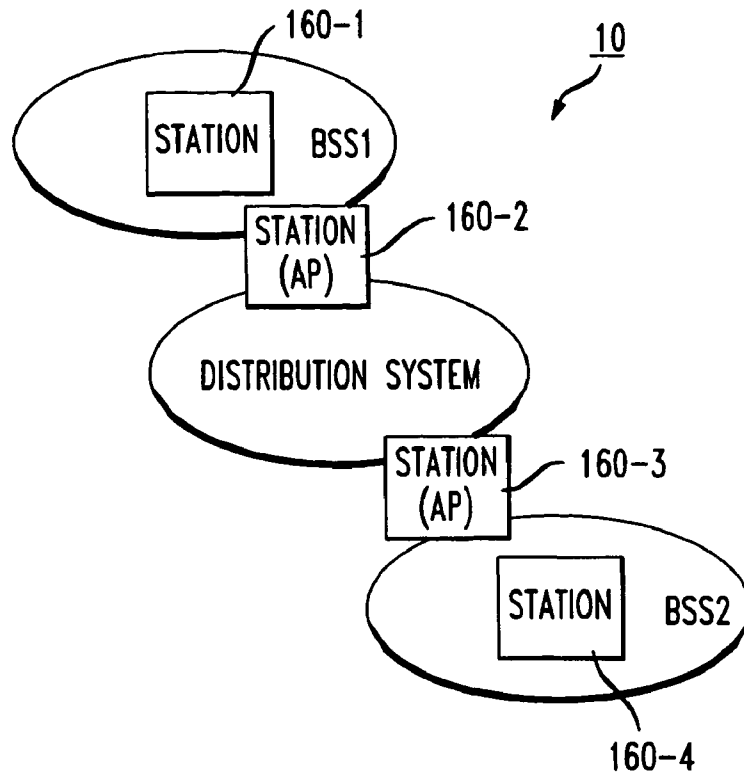 160-1
10
STATION
BSS1
STATION
(AP)
160-2
DISTRIBUTION SYSTEM
STATION
(AP)
160-3
STATION
BSS2
160-4